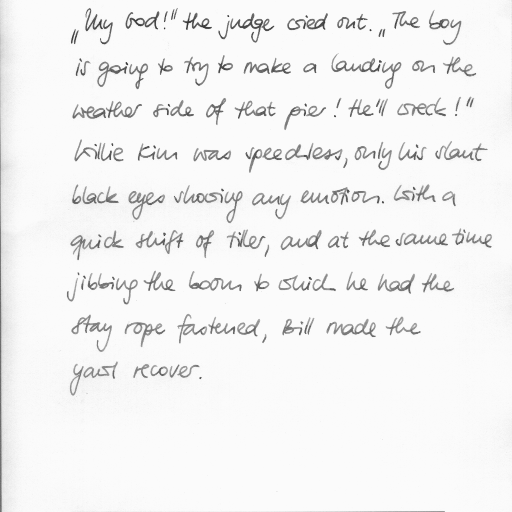 „My God!" the judge cried out. „The boy
is going to try to make a landing on the
weather side of that pier! He'll wreck!"
Willie Kim was speechless, only his slant
black eyes showing any emotion. With a
quick shift of tiller, and at the same time
jibbing the boom to which he had the
stay rope fastened, Bill made the
yawl recover.